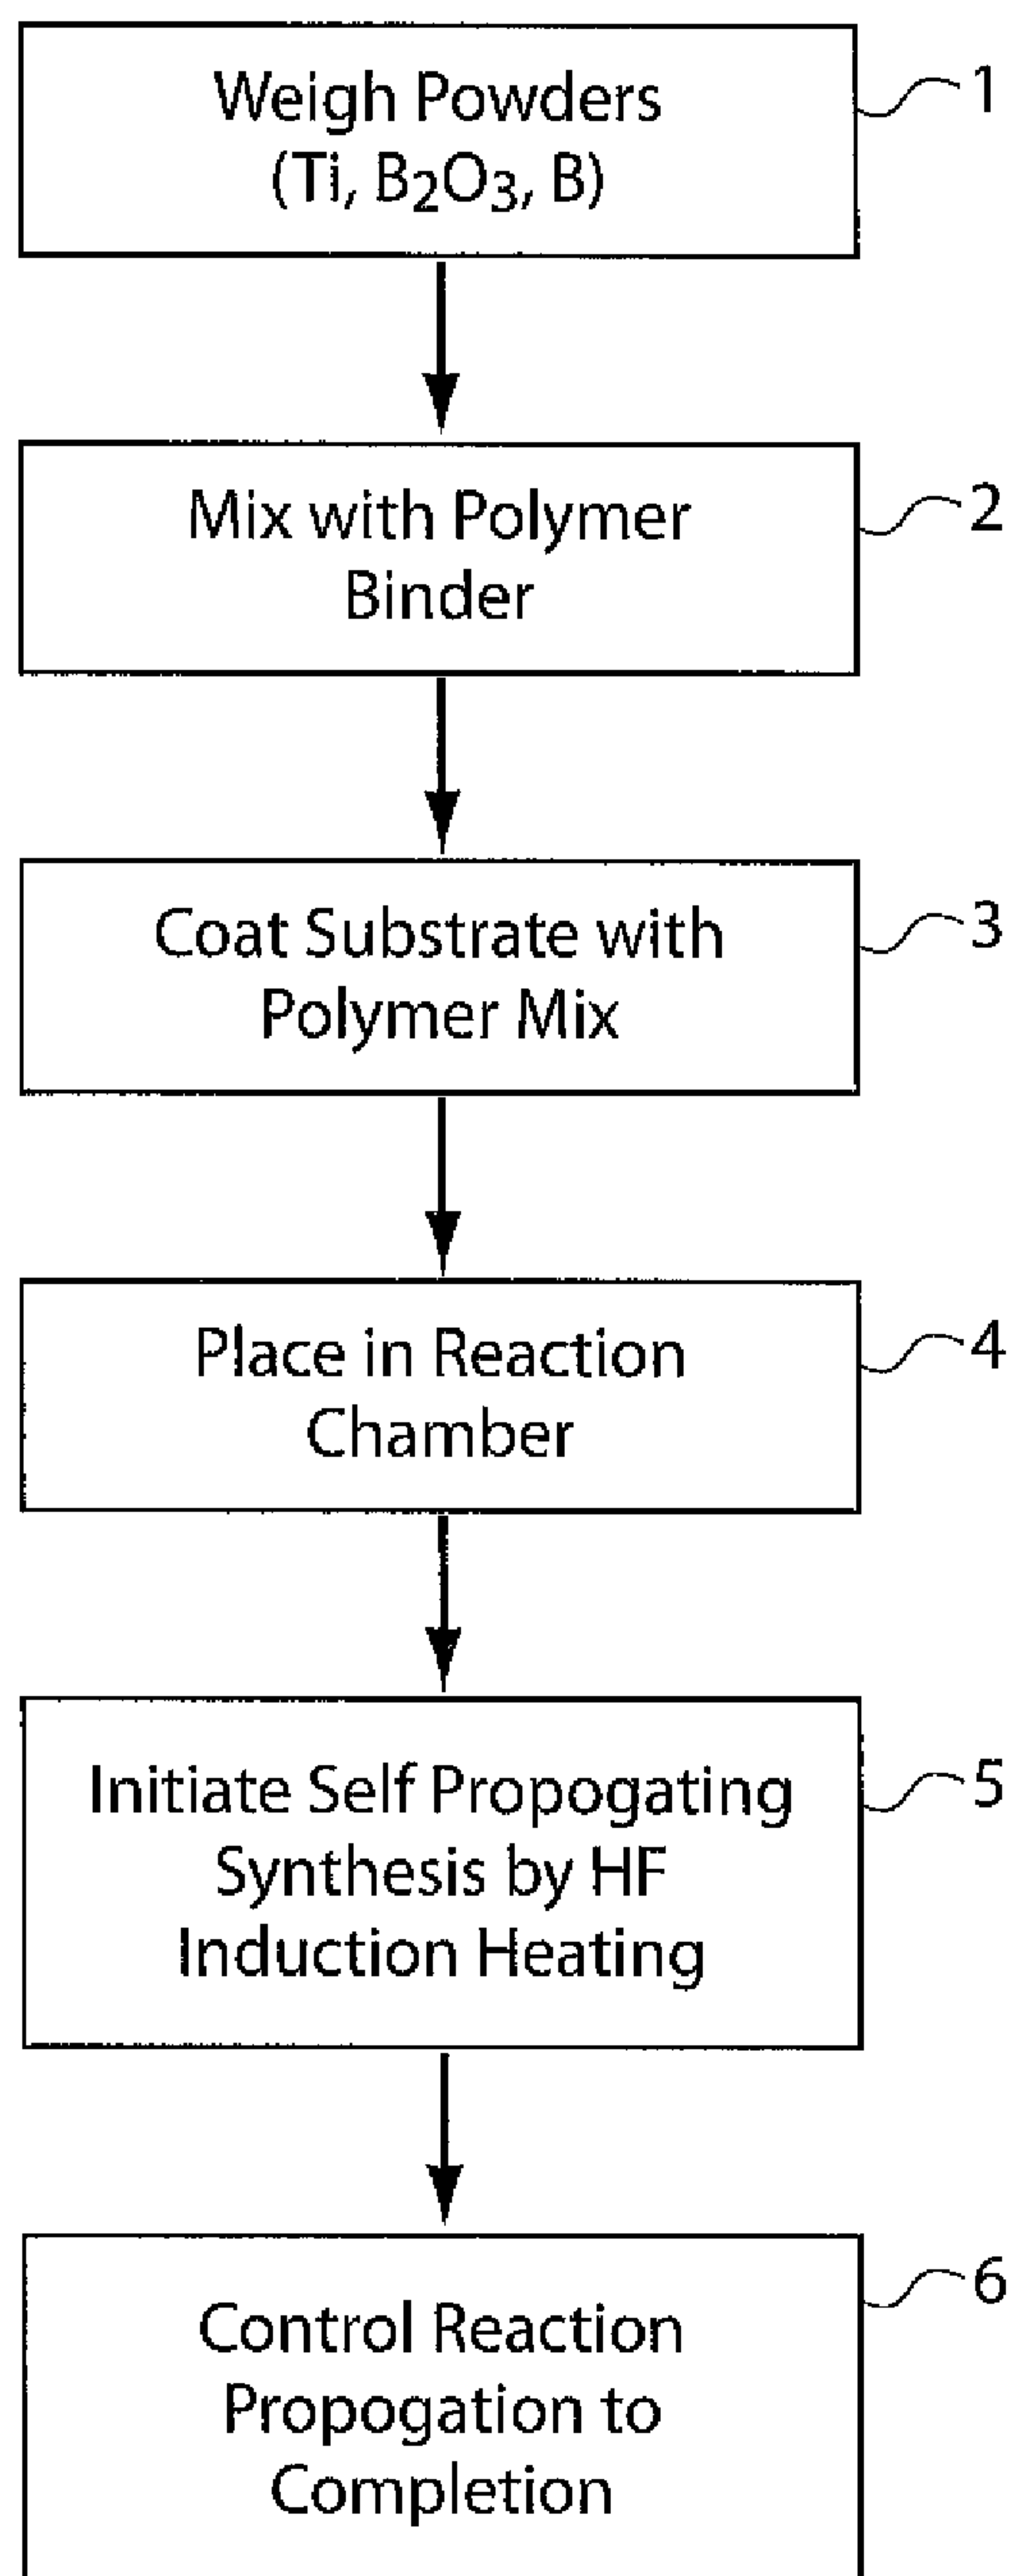 Weigh Powders
(Ti, B₂O₃, B)
1
Mix with Polymer
Binder
2
Coat Substrate with
Polymer Mix
3
Place in Reaction
Chamber
4
Initiate Self Propogating
Synthesis by HF
Induction Heating
5
Control Reaction
Propogation to
Completion
6